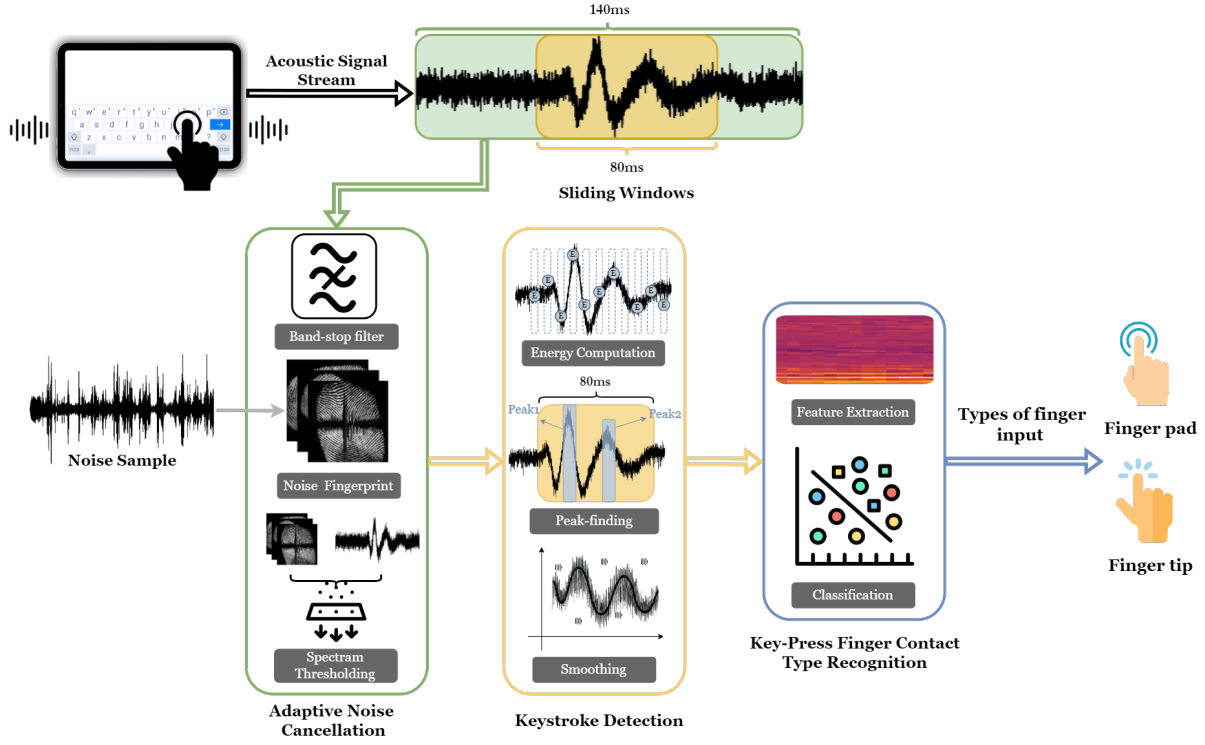 140ms
Acoustic Signal
Stream
q w e r t y u p
a s d f g h j
z x c v b n m ?
80ms
Sliding Windows
Band-stop filter
Noise Sample
Noise Fingerprint
Spectram
Thresholding
Adaptive Noise
Cancellation
E E E E E E E E E E
Energy Computation
80ms
Peak1
Peak2
Peak-finding
Smoothing
Keystroke Detection
Feature Extraction
Classification
Key-Press Finger Contact
Type Recognition
Types of finger
input
Finger pad
Finger tip